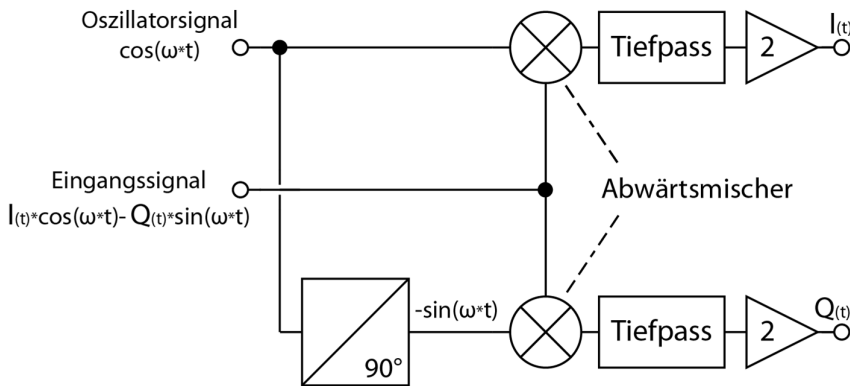 Oszillatorsignal
cos(ω*t)
Tiefpass
2
I(t)
Eingangssignal
I(t)*cos(ω*t)-Q(t)*sin(ω*t)
Abwärtsmischer
90°
-sin(ω*t)
Tiefpass
2
Q(t)